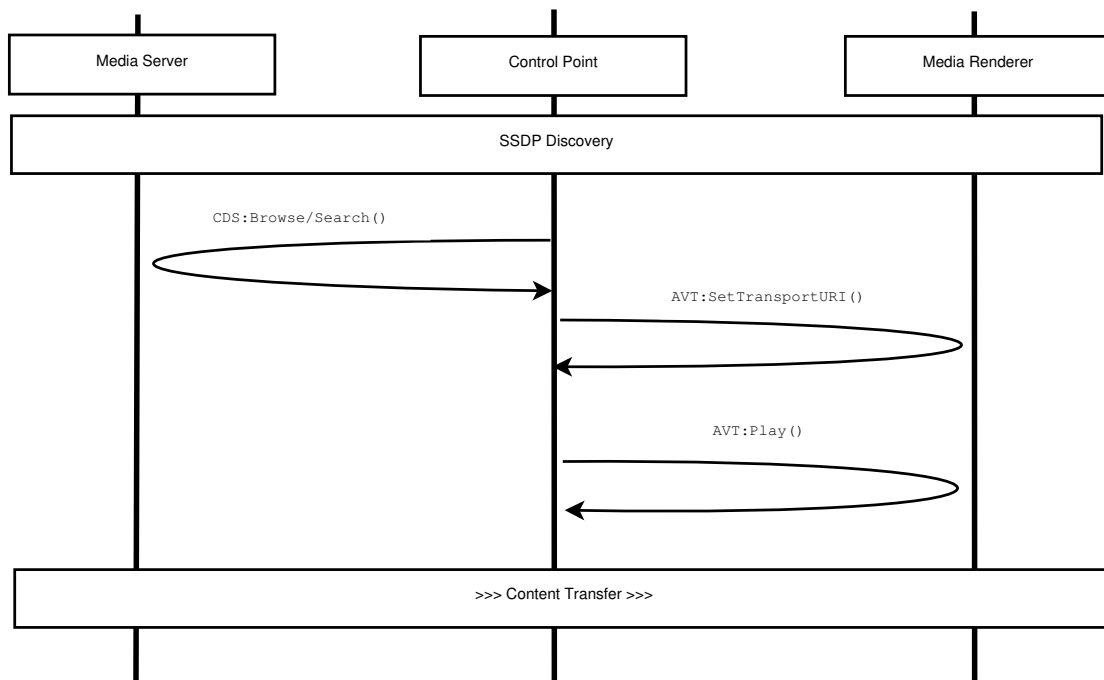 Media Server
Control Point
Media Renderer
SSDP Discovery
CDS:Browse/Search()
AVT:SetTransportURI()
AVT:Play()
>>> Content Transfer >>>